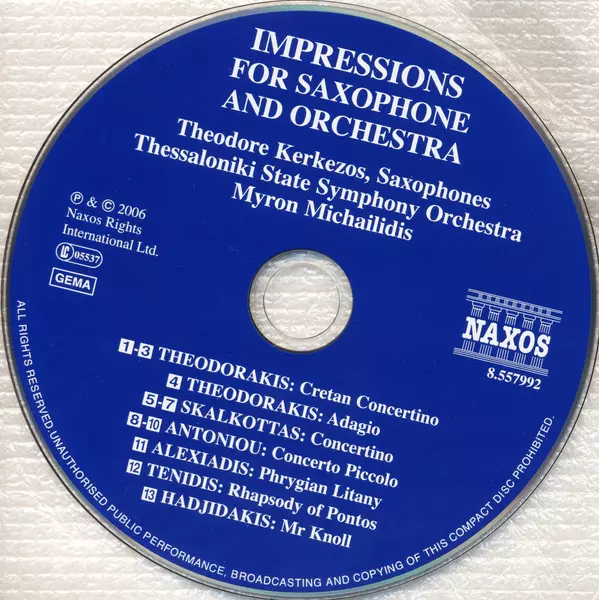 IMPRESSIONS
FOR SAXOPHONE
AND ORCHESTRA
Theodore Kerkezos, Saxophones
Thessaloniki State Symphony Orchestra
Myron Michailidis
℗ & © 2006
Naxos Rights
International Ltd.
LC 05537
GEMA
NAXOS
8.557992
1-3 THEODORAKIS: Cretan Concertino
4 THEODORAKIS: Adagio
5-7 SKALKOTTAS: Concertino
8-10 ANTONIOU: Concerto Piccolo
11 ALEXIADIS: Phrygian Litany
12 TENIDIS: Rhapsody of Pontos
13 HADJIDAKIS: Mr Knoll
ALL RIGHTS RESERVED.UNAUTHORISED PUBLIC PERFORMANCE, BROADCASTING AND COPYING OF THIS COMPACT DISC PROHIBITED.